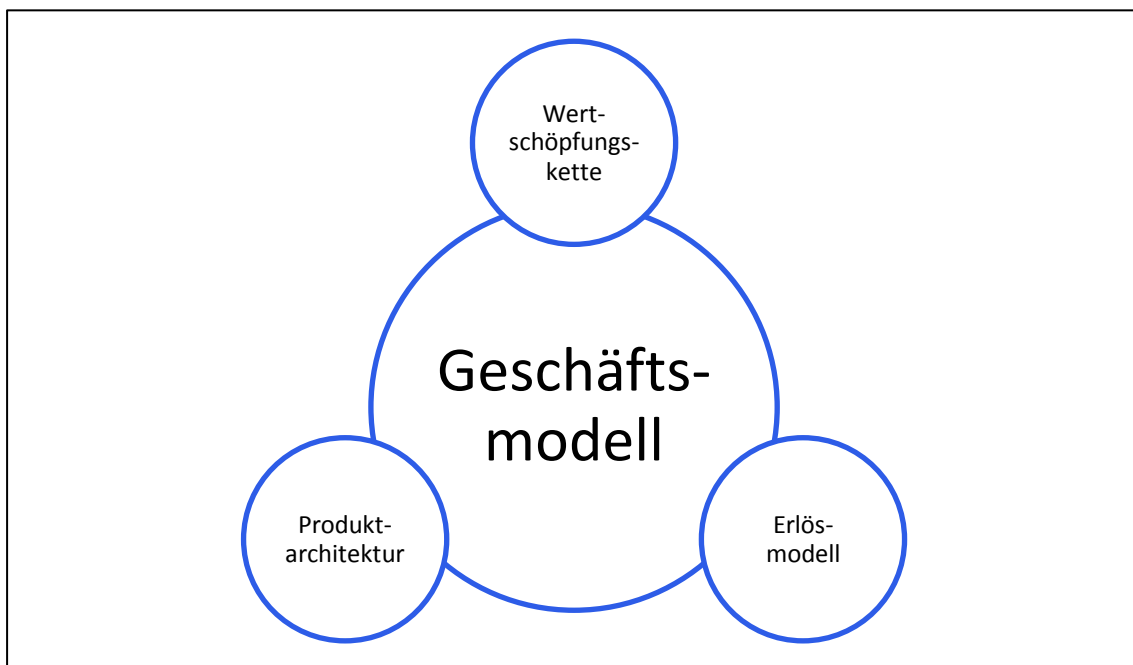 Wert-
schöpfungs-
kette
Geschäfts-
modell
Produkt-
architektur
Erlös-
modell